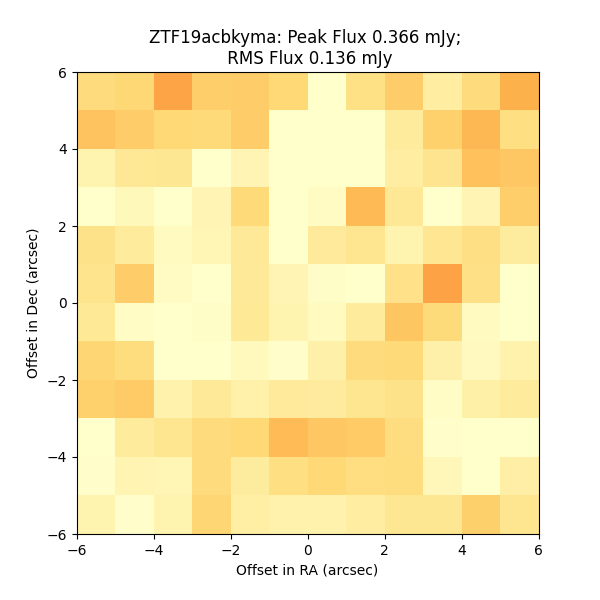 ZTF19acbkyma: Peak Flux 0.366 mJy;
RMS Flux 0.136 mJy
6
4
2
0
−2
−4
−6
Offset in Dec (arcsec)
−6 −4 −2 0 2 4 6
Offset in RA (arcsec)